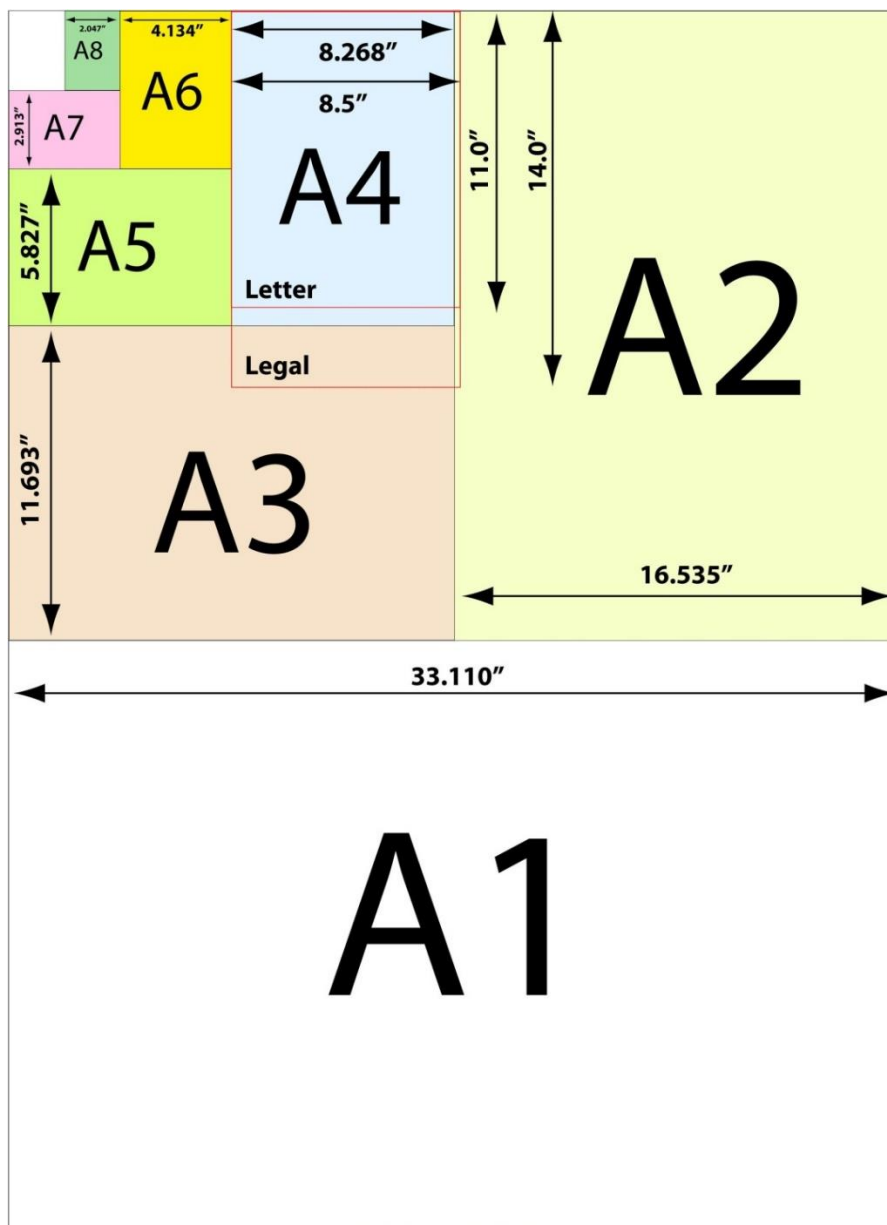 2.047”
4.134”
8.268”
A8
A6
8.5”
11.0”
14.0”
2.913”
A7
A4
5.827”
A5
Letter
A2
Legal
11.693”
A3
16.535”
33.110”
A1